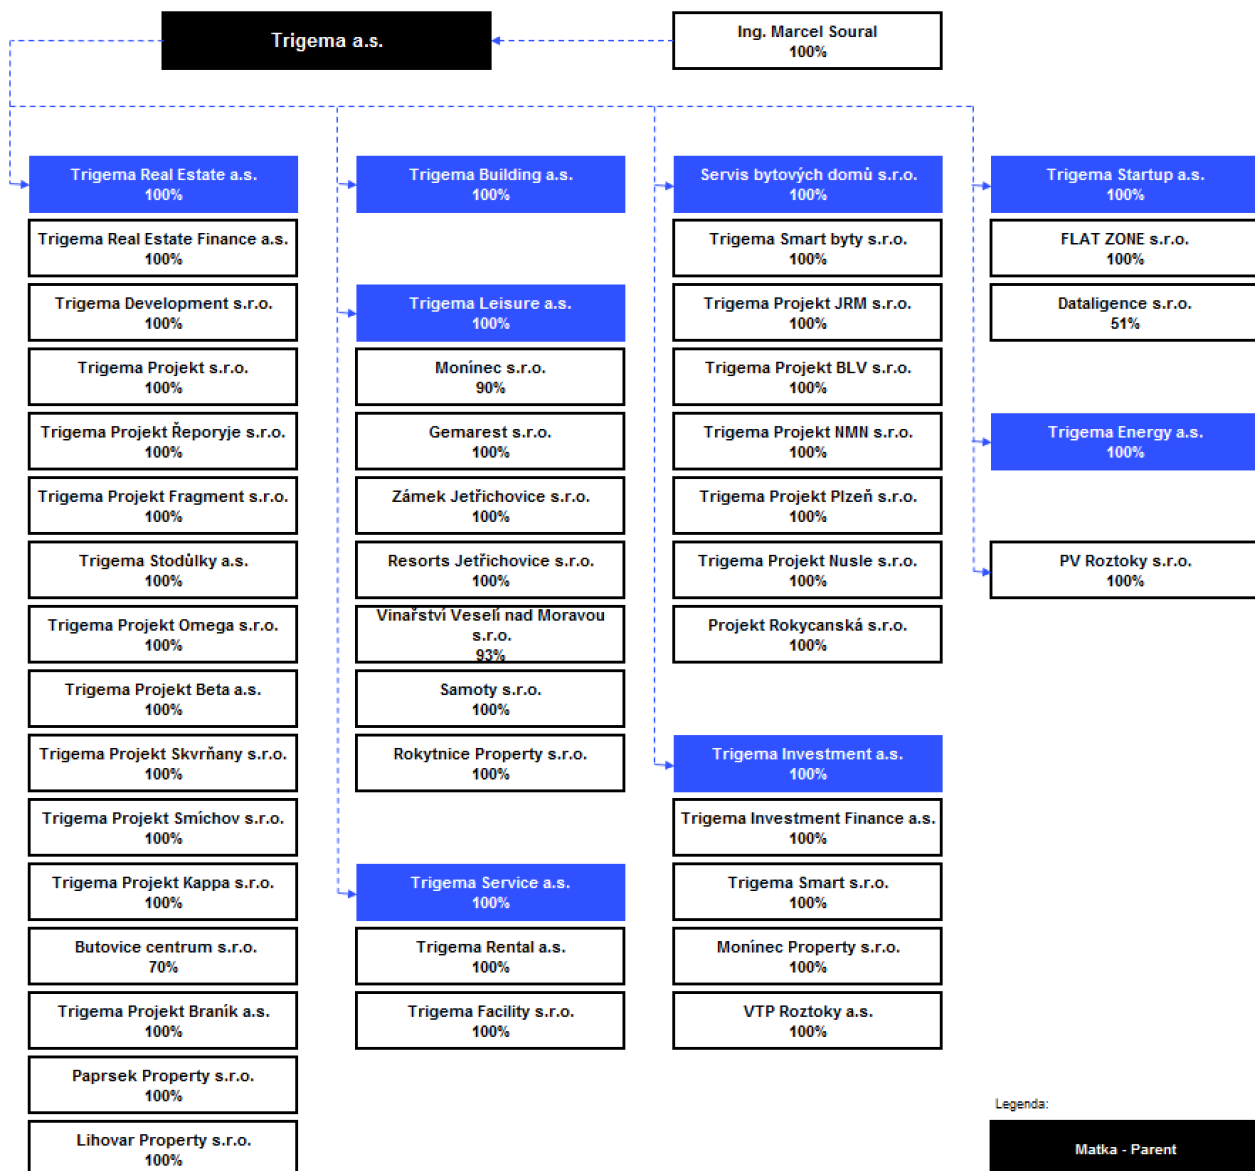 Trigema a.s.
Ing. Marcel Soural
100%
Trigema Real Estate a.s.
100%
Trigema Real Estate Finance a.s.
100%
Trigema Development s.r.o.
100%
Trigema Projekt s.r.o.
100%
Trigema Projekt Řeporyje s.r.o.
100%
Trigema Projekt Fragment s.r.o.
100%
Trigema Stodůlky a.s.
100%
Trigema Projekt Omega s.r.o.
100%
Trigema Projekt Beta a.s.
100%
Trigema Projekt Skvrňany s.r.o.
100%
Trigema Projekt Smíchov s.r.o.
100%
Trigema Projekt Kappa s.r.o.
100%
Butovice centrum s.r.o.
70%
Trigema Projekt Braník a.s.
100%
Paprsek Property s.r.o.
100%
Lihovar Property s.r.o.
100%
Trigema Building a.s.
100%
Trigema Leisure a.s.
100%
Monínec s.r.o.
90%
Gemarest s.r.o.
100%
Zámek Jetřichovice s.r.o.
100%
Resorts Jetřichovice s.r.o.
100%
Vinařství Veselí nad Moravou
s.r.o.
93%
Samoty s.r.o.
100%
Rokytnice Property s.r.o.
100%
Trigema Service a.s.
100%
Trigema Rental a.s.
100%
Trigema Facility s.r.o.
100%
Servis bytových domů s.r.o.
100%
Trigema Smart byty s.r.o.
100%
Trigema Projekt JRM s.r.o.
100%
Trigema Projekt BLV s.r.o.
100%
Trigema Projekt NMN s.r.o.
100%
Trigema Projekt Plzeň s.r.o.
100%
Trigema Projekt Nusle s.r.o.
100%
Projekt Rokycanská s.r.o.
100%
Trigema Investment a.s.
100%
Trigema Investment Finance a.s.
100%
Trigema Smart s.r.o.
100%
Monínec Property s.r.o.
100%
VTP Roztoky a.s.
100%
Trigema Startup a.s.
100%
FLAT ZONE s.r.o.
100%
Dataligence s.r.o.
51%
Trigema Energy a.s.
100%
PV Roztoky s.r.o.
100%
Legenda:
Matka - Parent